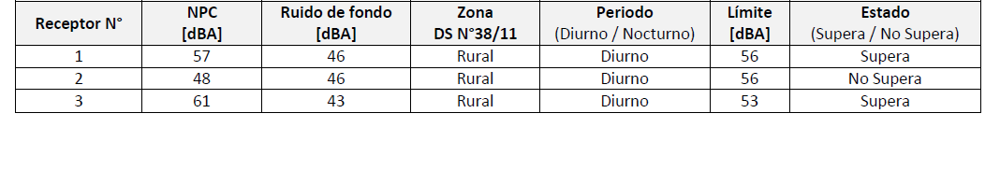 Receptor N° NPC [dBA] Ruido de fondo [dBA] Zona DS N°38/11 Periodo (Diurno / Nocturno) Límite [dBA] Estado (Supera / No Supera)
1 57 46 Rural Diurno 56 Supera
2 48 46 Rural Diurno 56 No Supera
3 61 43 Rural Diurno 53 Supera